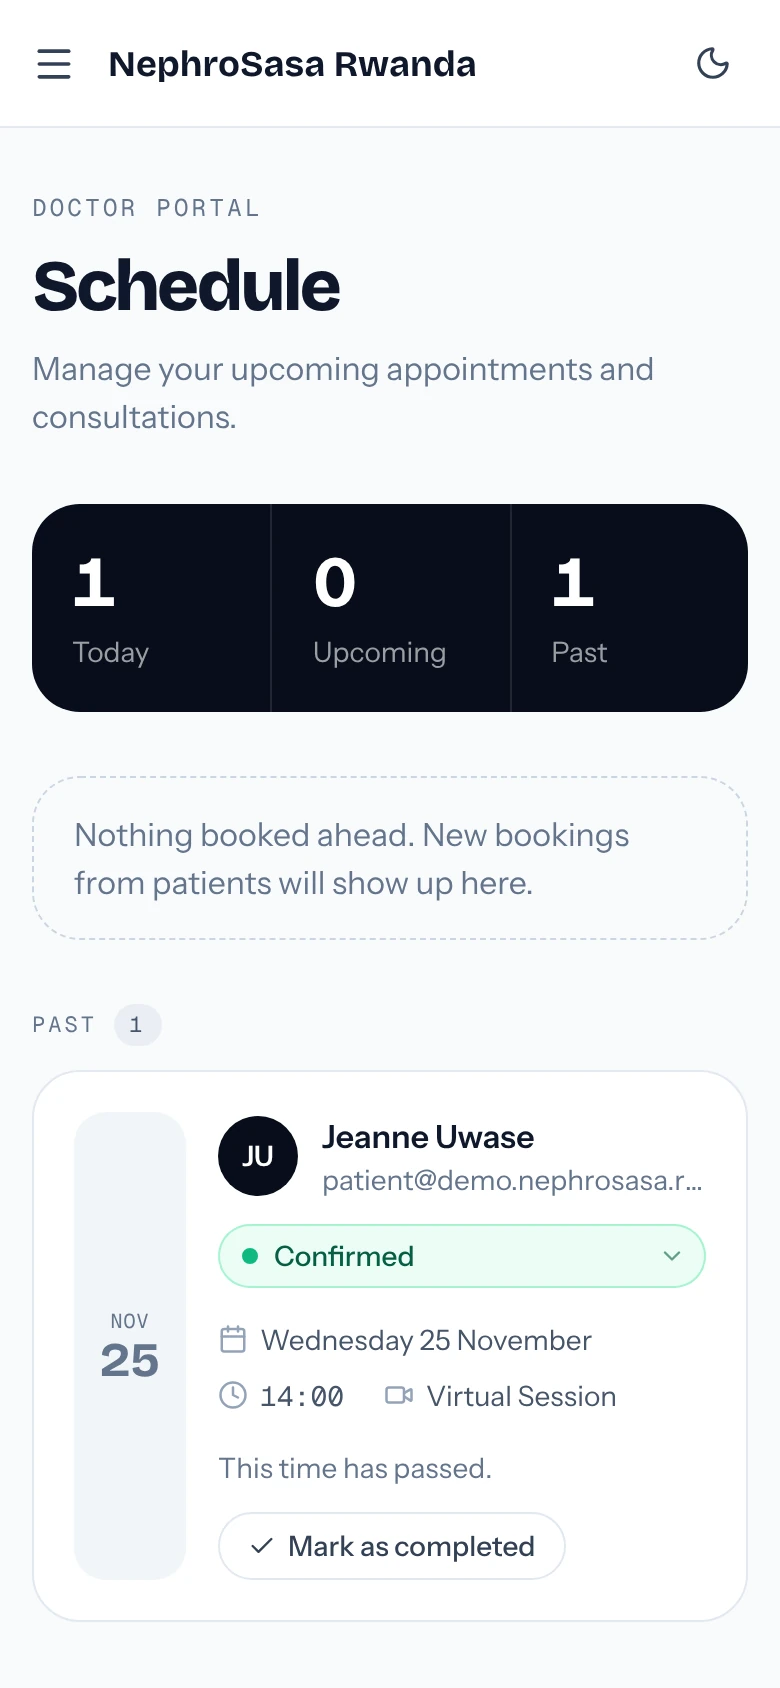 NephroSasa Rwanda
DOCTOR PORTAL
Schedule
Manage your upcoming appointments and
consultations.
1
Today
0
Upcoming
1
Past
Nothing booked ahead. New bookings
from patients will show up here.
PAST 1
NOV
25
JU
Jeanne Uwase
patient@demo.nephrosasa.r...
Confirmed
Wednesday 25 November
14:00 Virtual Session
This time has passed.
Mark as completed